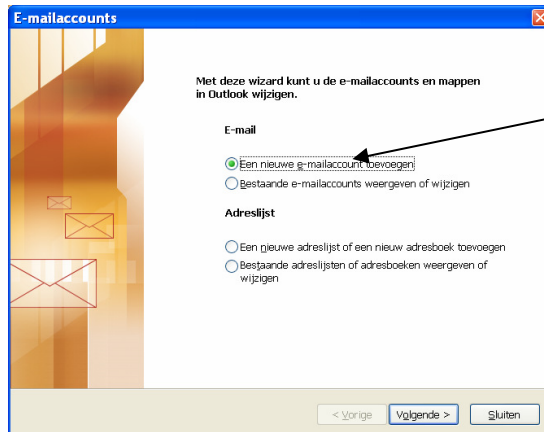 E-mailaccounts
Met deze wizard kunt u de e-mailaccounts en mappen
in Outlook wijzigen.
E-mail
Een nieuwe e-mailaccount toevoegen
Bestaande e-mailaccounts weergeven of wijzigen
Adreslijst
Een nieuwe adreslijst of een nieuw adresboek toevoegen
Bestaande adreslijsten of adresboeken weergeven of
wijzigen
< Vorige Volgende > Sluiten